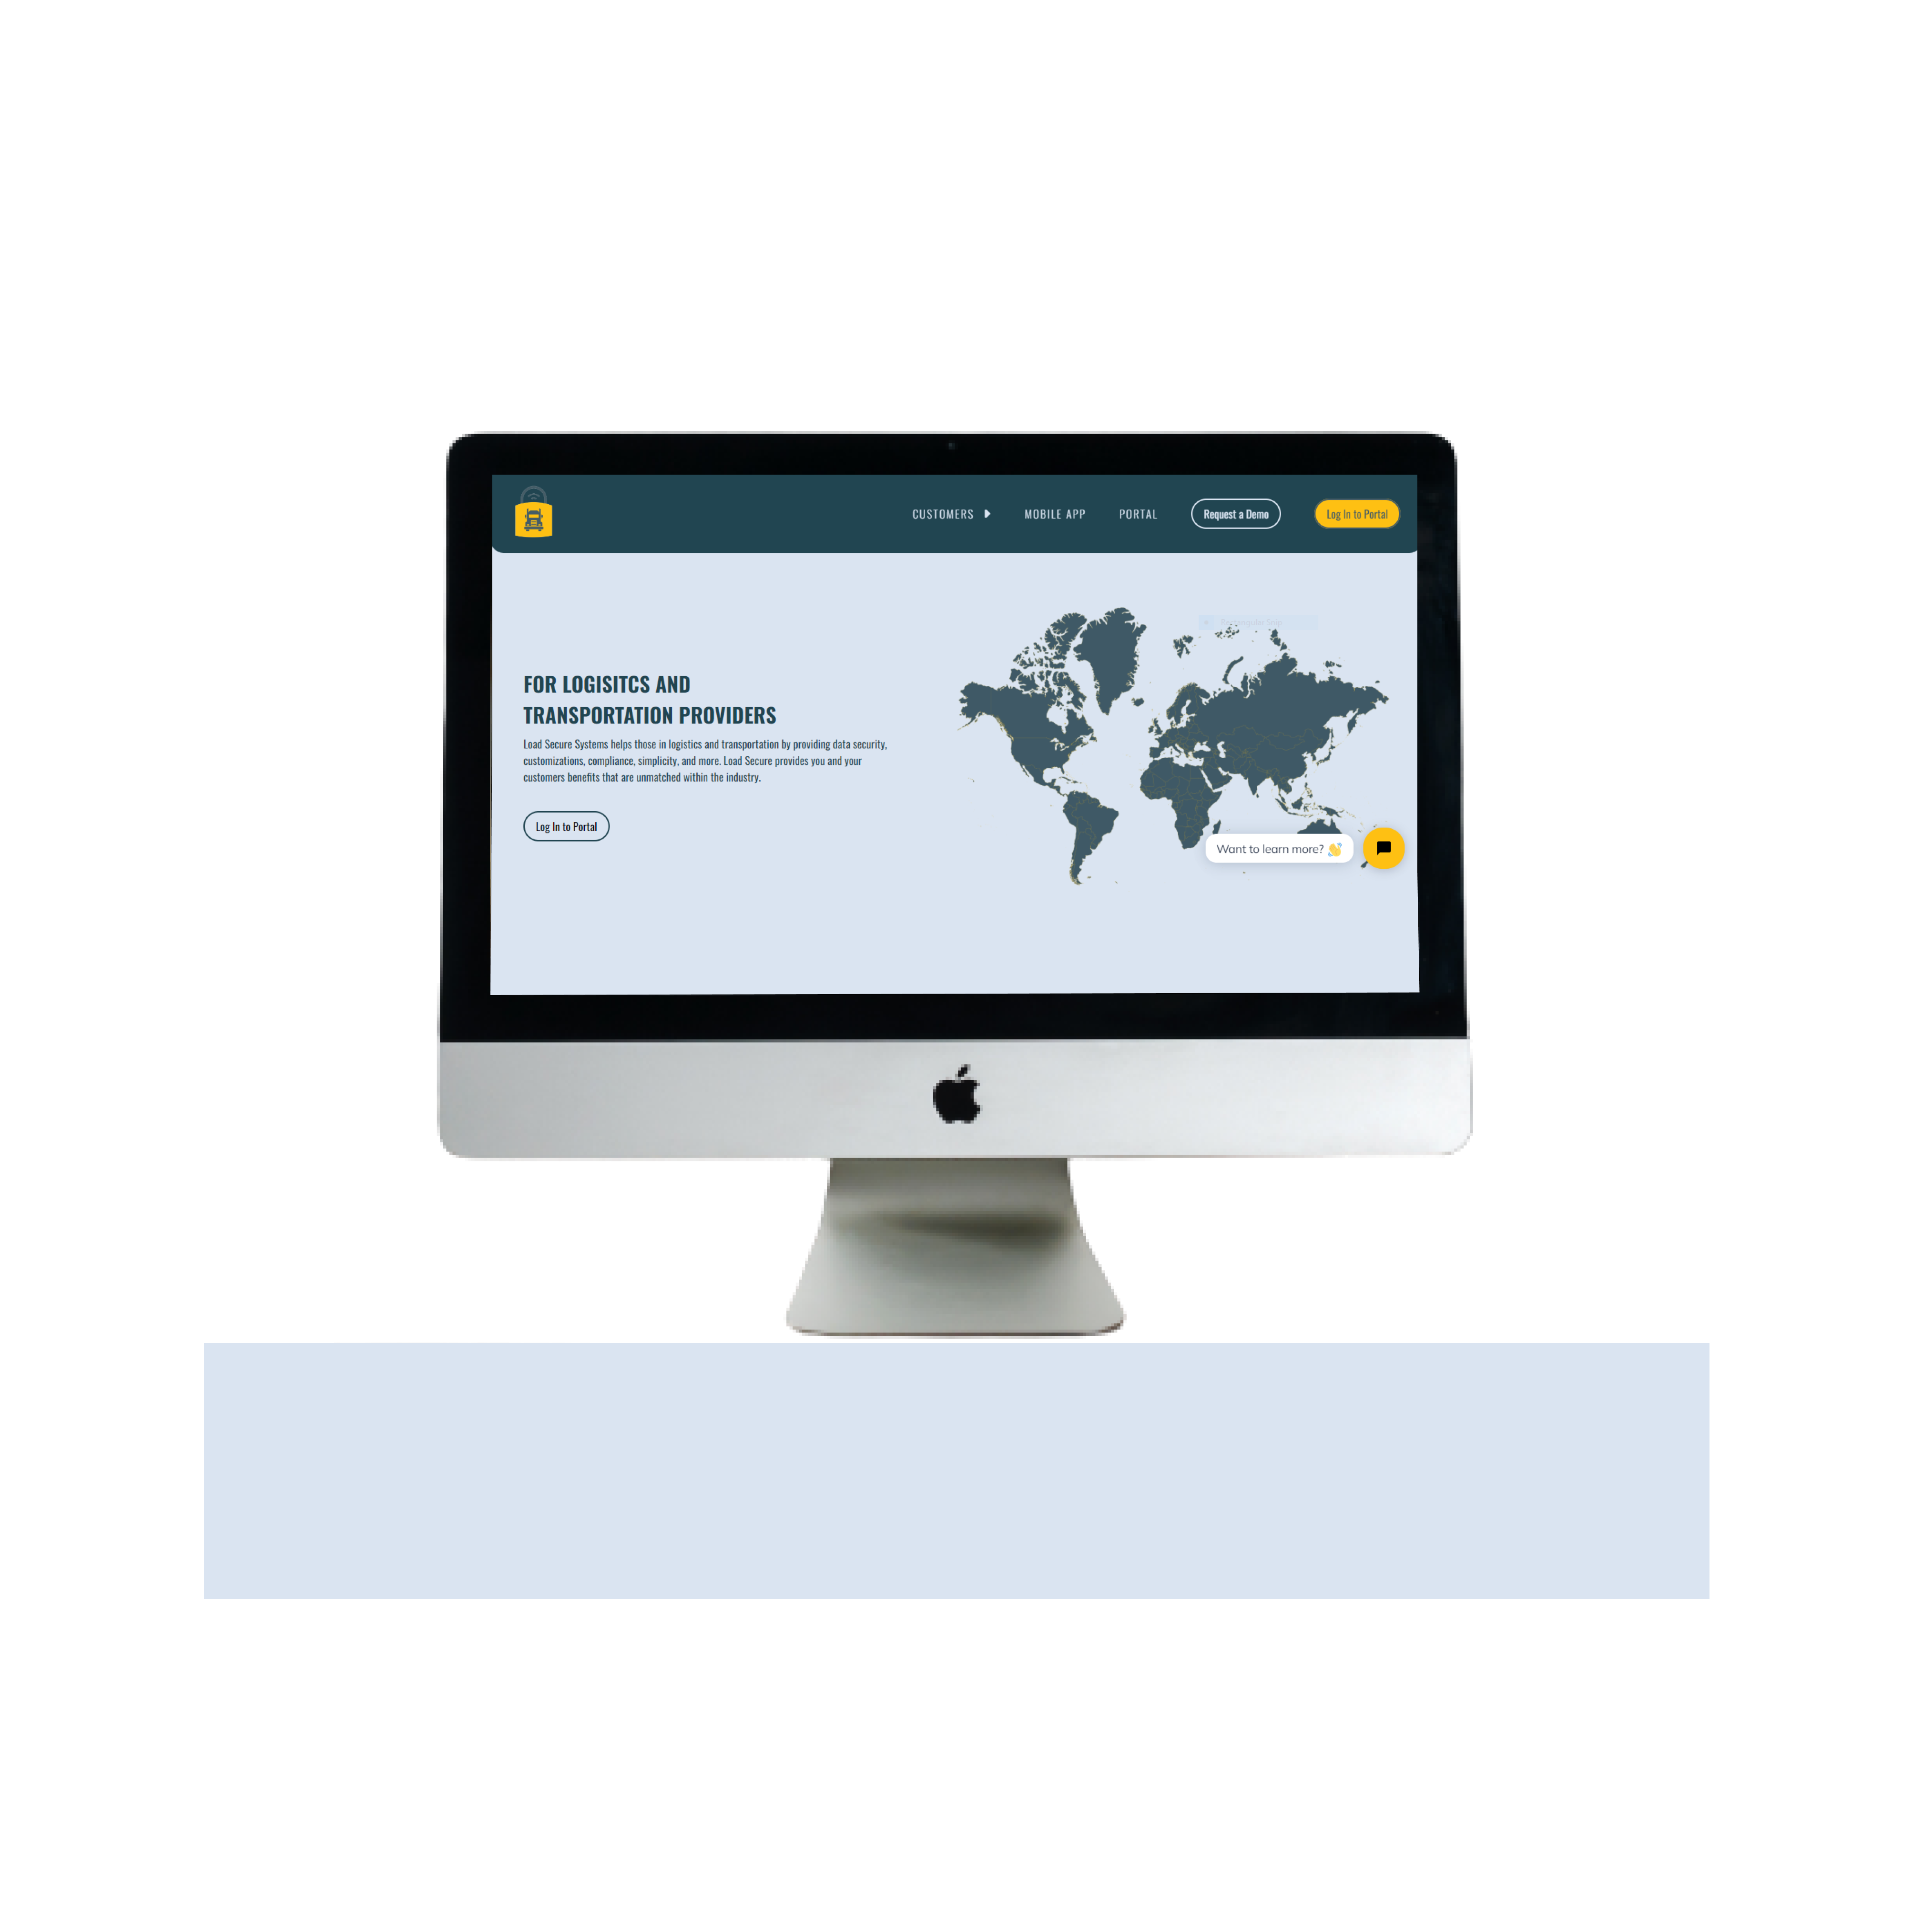 CUSTOMERS
MOBILE APP
PORTAL
Request a Demo
Log In to Portal
FOR LOGISITCS AND
TRANSPORTATION PROVIDERS
Load Secure Systems helps those in logistics and transportation by providing data security,
customizations, compliance, simplicity, and more. Load Secure provides you and your
customers benefits that are unmatched within the industry.
Log In to Portal
Want to learn more?